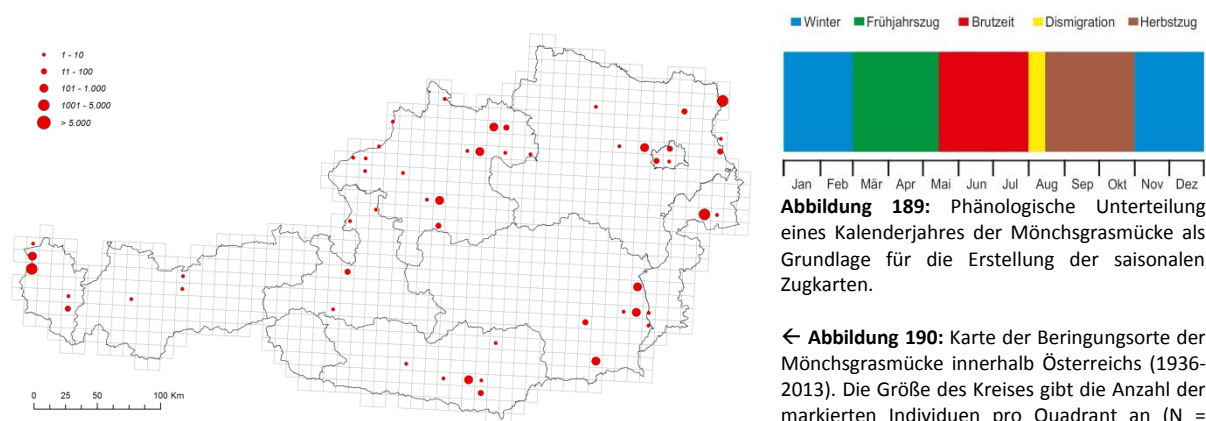 1 - 10
11 - 100
101 - 1.000
1001 - 5.000
> 5.000
0 25 50 100 Km
Winter Frühjahrszug Brutzeit Dismigration Herbstzug
Jan Feb Mär Apr Mai Jun Jul Aug Sep Okt Nov Dez
Abbildung 189: Phänologische Unterteilung
eines Kalenderjahres der Mönchsgrasmücke als
Grundlage für die Erstellung der saisonalen
Zugkarten.
← Abbildung 190: Karte der Beringungsorte der
Mönchsgrasmücke innerhalb Österreichs (1936-
2013). Die Größe des Kreises gibt die Anzahl der
markierten Individuen pro Quadrant an (N =